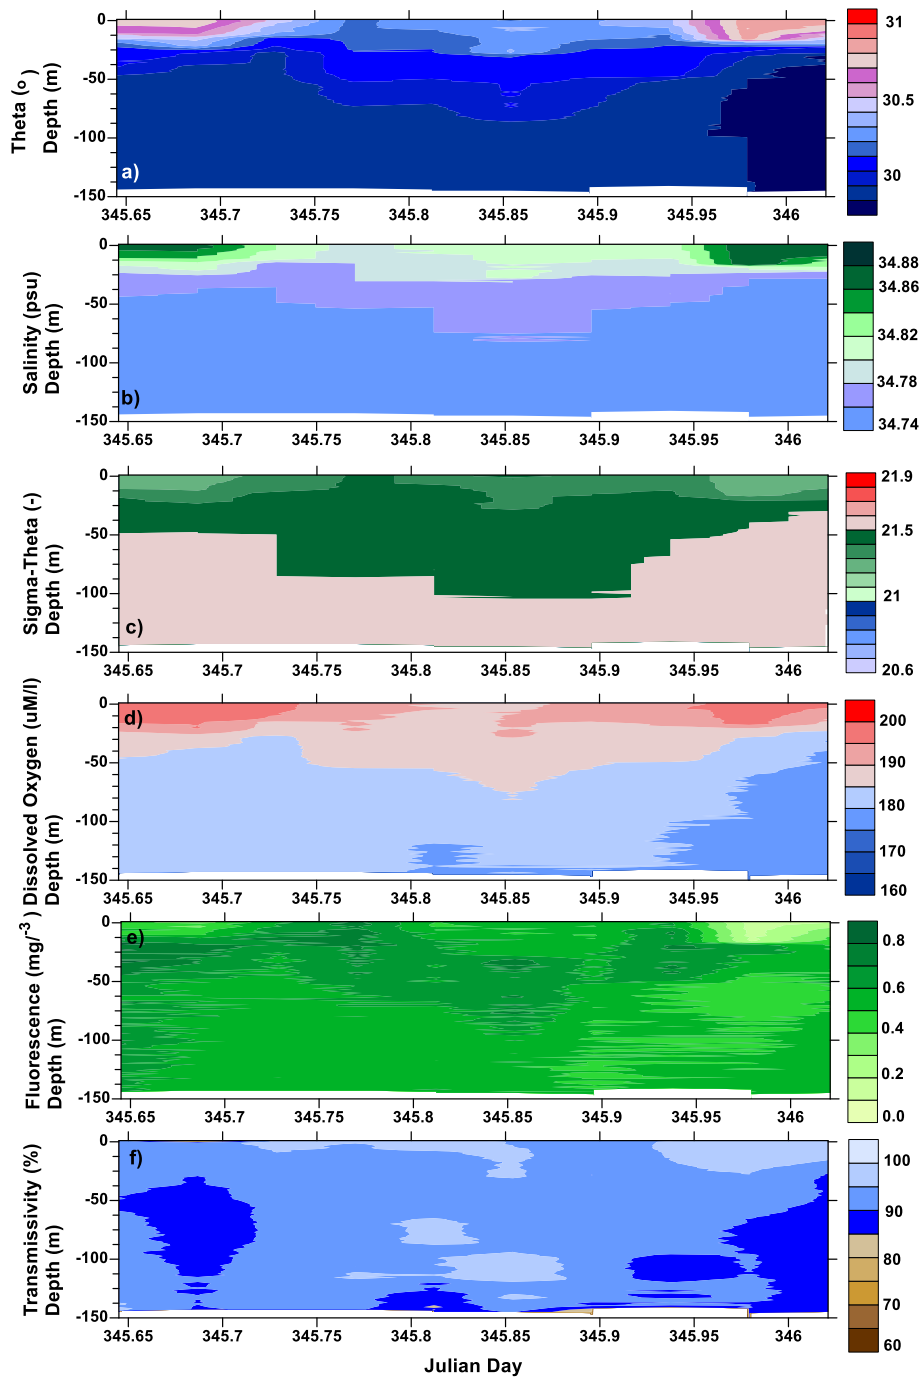 Theta (o)
Depth (m)
0
-50
-100
-150
a)
345.65 345.7 345.75 345.8 345.85 345.9 345.95 346
31
30.5
30
Salinity (psu)
Depth (m)
0
-50
-100
-150
b)
345.65 345.7 345.75 345.8 345.85 345.9 345.95 346
34.88
34.86
34.82
34.78
34.74
Sigma-Theta (-)
Depth (m)
0
-50
-100
-150
c)
345.65 345.7 345.75 345.8 345.85 345.9 345.95 346
21.9
21.5
21
20.6
Dissolved Oxygen (uM/l)
Depth (m)
0
-50
-100
-150
d)
345.65 345.7 345.75 345.8 345.85 345.9 345.95 346
200
190
180
170
160
Fluorescence (mg/-3)
Depth (m)
0
-50
-100
-150
e)
345.65 345.7 345.75 345.8 345.85 345.9 345.95 346
0.8
0.6
0.4
0.2
0.0
Transmissivity (%)
Depth (m)
0
-50
-100
-150
f)
345.65 345.7 345.75 345.8 345.85 345.9 345.95 346
100
90
80
70
60
Julian Day